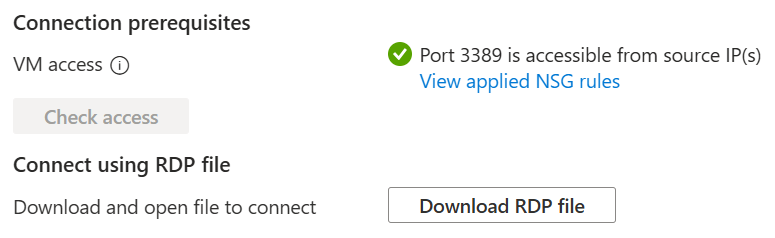 Connection prerequisites
VM access
Port 3389 is accessible from source IP(s)
View applied NSG rules
Check access
Connect using RDP file
Download and open file to connect
Download RDP file